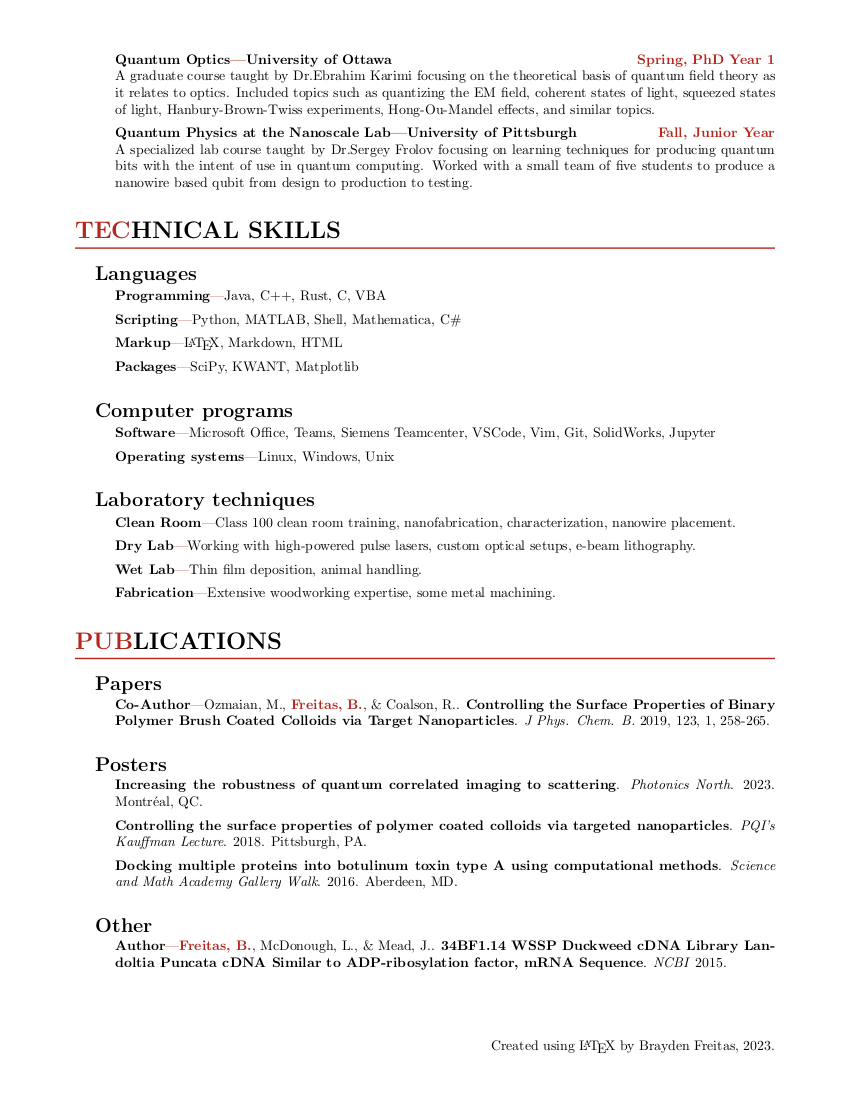 Quantum Optics—University of Ottawa Spring, PhD Year 1
A graduate course taught by Dr.Ebrahim Karimi focusing on the theoretical basis of quantum field theory as
it relates to optics. Included topics such as quantizing the EM field, coherent states of light, squeezed states
of light, Hanbury-Brown-Twiss experiments, Hong-Ou-Mandel effects, and similar topics.
Quantum Physics at the Nanoscale Lab—University of Pittsburgh Fall, Junior Year
A specialized lab course taught by Dr.Sergey Frolov focusing on learning techniques for producing quantum
bits with the intent of use in quantum computing. Worked with a small team of five students to produce a
nanowire based qubit from design to production to testing.
TECHNICAL SKILLS
Languages
Programming—Java, C++, Rust, C, VBA
Scripting—Python, MATLAB, Shell, Mathematica, C#
Markup—LATEX, Markdown, HTML
Packages—SciPy, KWANT, Matplotlib
Computer programs
Software—Microsoft Office, Teams, Siemens Teamcenter, VSCode, Vim, Git, SolidWorks, Jupyter
Operating systems—Linux, Windows, Unix
Laboratory techniques
Clean Room—Class 100 clean room training, nanofabrication, characterization, nanowire placement.
Dry Lab—Working with high-powered pulse lasers, custom optical setups, e-beam lithography.
Wet Lab—Thin film deposition, animal handling.
Fabrication—Extensive woodworking expertise, some metal machining.
PUBLICATIONS
Papers
Co-Author—Ozmaian, M., Freitas, B., & Coalson, R.. Controlling the Surface Properties of Binary
Polymer Brush Coated Colloids via Target Nanoparticles. J Phys. Chem. B. 2019, 123, 1, 258-265.
Posters
Increasing the robustness of quantum correlated imaging to scattering. Photonics North. 2023.
Montréal, QC.
Controlling the surface properties of polymer coated colloids via targeted nanoparticles. PQI's
Kauffman Lecture. 2018. Pittsburgh, PA.
Docking multiple proteins into botulinum toxin type A using computational methods. Science
and Math Academy Gallery Walk. 2016. Aberdeen, MD.
Other
Author—Freitas, B., McDonough, L., & Mead, J.. 34BF1.14 WSSP Duckweed cDNA Library Lan-
doltia Puncata cDNA Similar to ADP-ribosylation factor, mRNA Sequence. NCBI 2015.
Created using LATEX by Brayden Freitas, 2023.